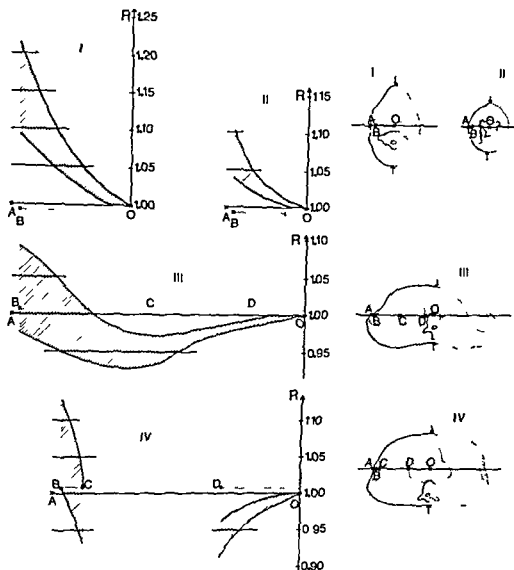 R 1.25
I
1.20
1.15
1.10
1.05
1.00
A B O
II
R 1.15
1.10
1.05
1.00
A B O
I
A B O
II
A B O
III
R 1.10
1.05
1.00
0.95
B A C D O
III
A B C D O
IV
R
1.10
1.05
1.00
0.95
0.90
B A C D O
IV
A C B D O